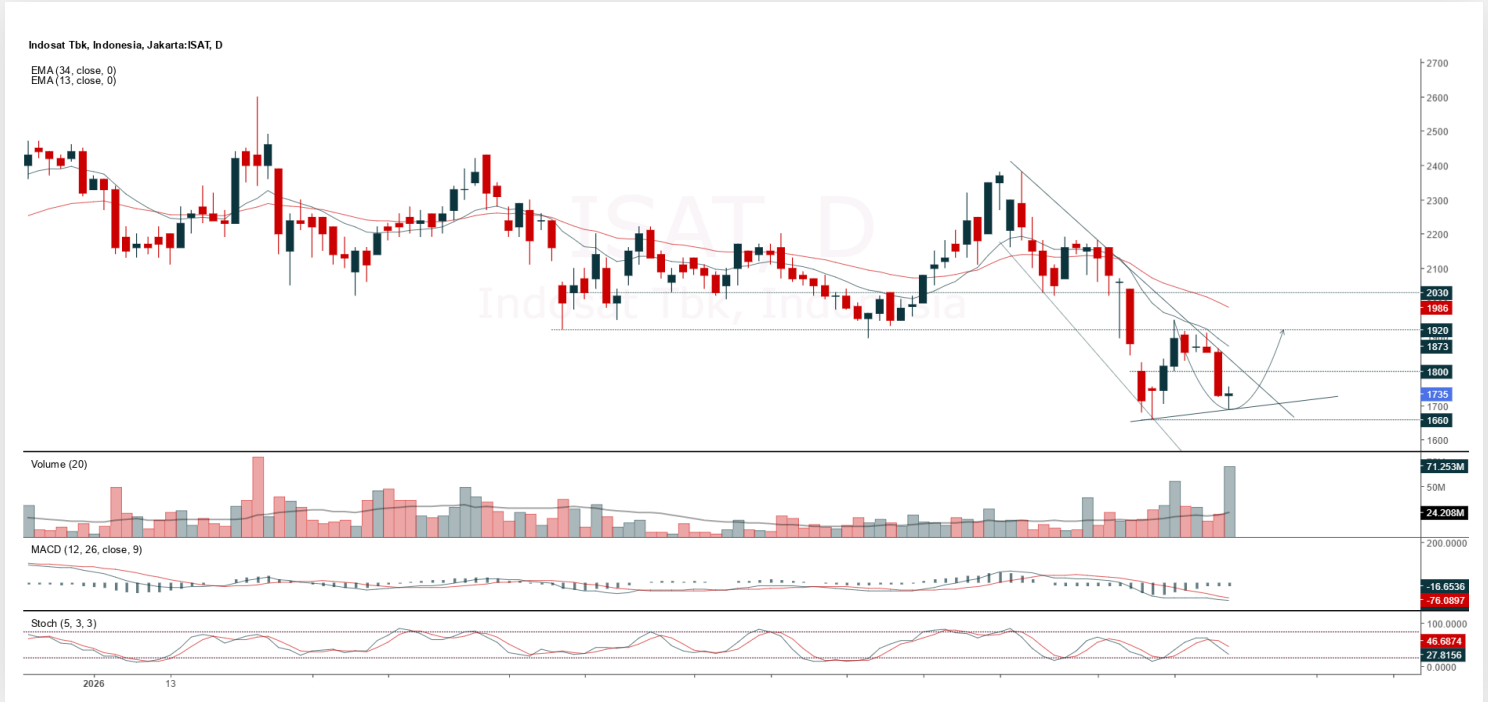 Indosat Tbk, Indonesia, Jakarta:ISAT, D
EMA (34, close, 0)
EMA (13, close, 0)
ISAT, D
Indosat Tbk, Indonesia
2700
2600
2500
2400
2300
2200
2100
2030
1986
1920
1873
1800
1735
1700
1660
1600
Volume (20)
71.253M
50M
24.208M
MACD (12, 26, close, 9)
200.0000
-16.6536
-76.0897
Stoch (5, 3, 3)
100.0000
46.6874
27.8156
0.0000
2026 13